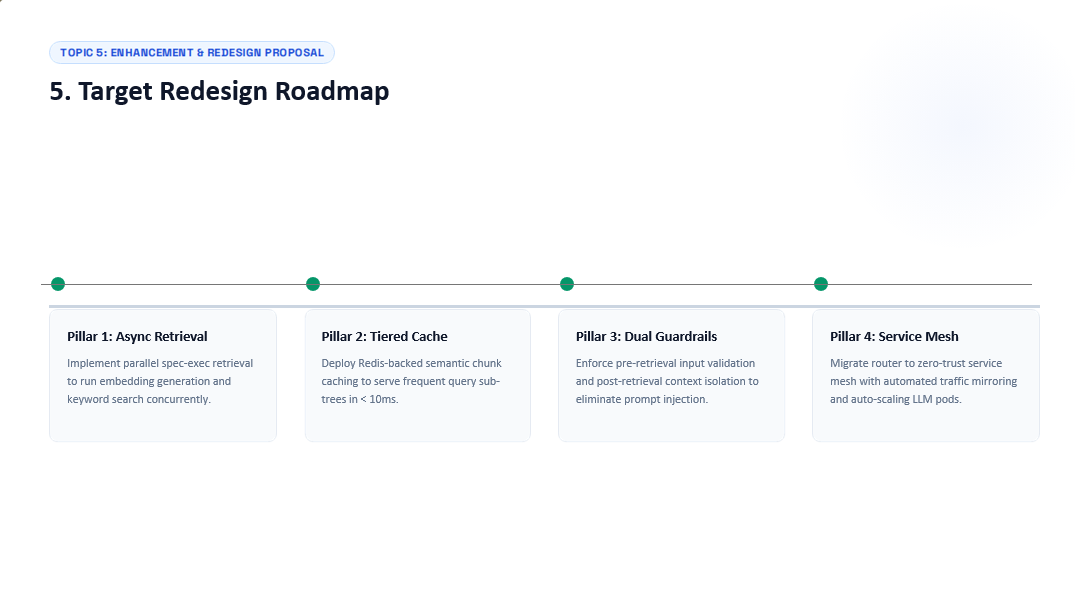 TOPIC 5: ENHANCEMENT & REDESIGN PROPOSAL
5. Target Redesign Roadmap
Pillar 1: Async Retrieval
Implement parallel spec-exec retrieval
to run embedding generation and
keyword search concurrently.
Pillar 2: Tiered Cache
Deploy Redis-backed semantic chunk
caching to serve frequent query sub-
trees in < 10ms.
Pillar 3: Dual Guardrails
Enforce pre-retrieval input validation
and post-retrieval context isolation to
eliminate prompt injection.
Pillar 4: Service Mesh
Migrate router to zero-trust service
mesh with automated traffic mirroring
and auto-scaling LLM pods.